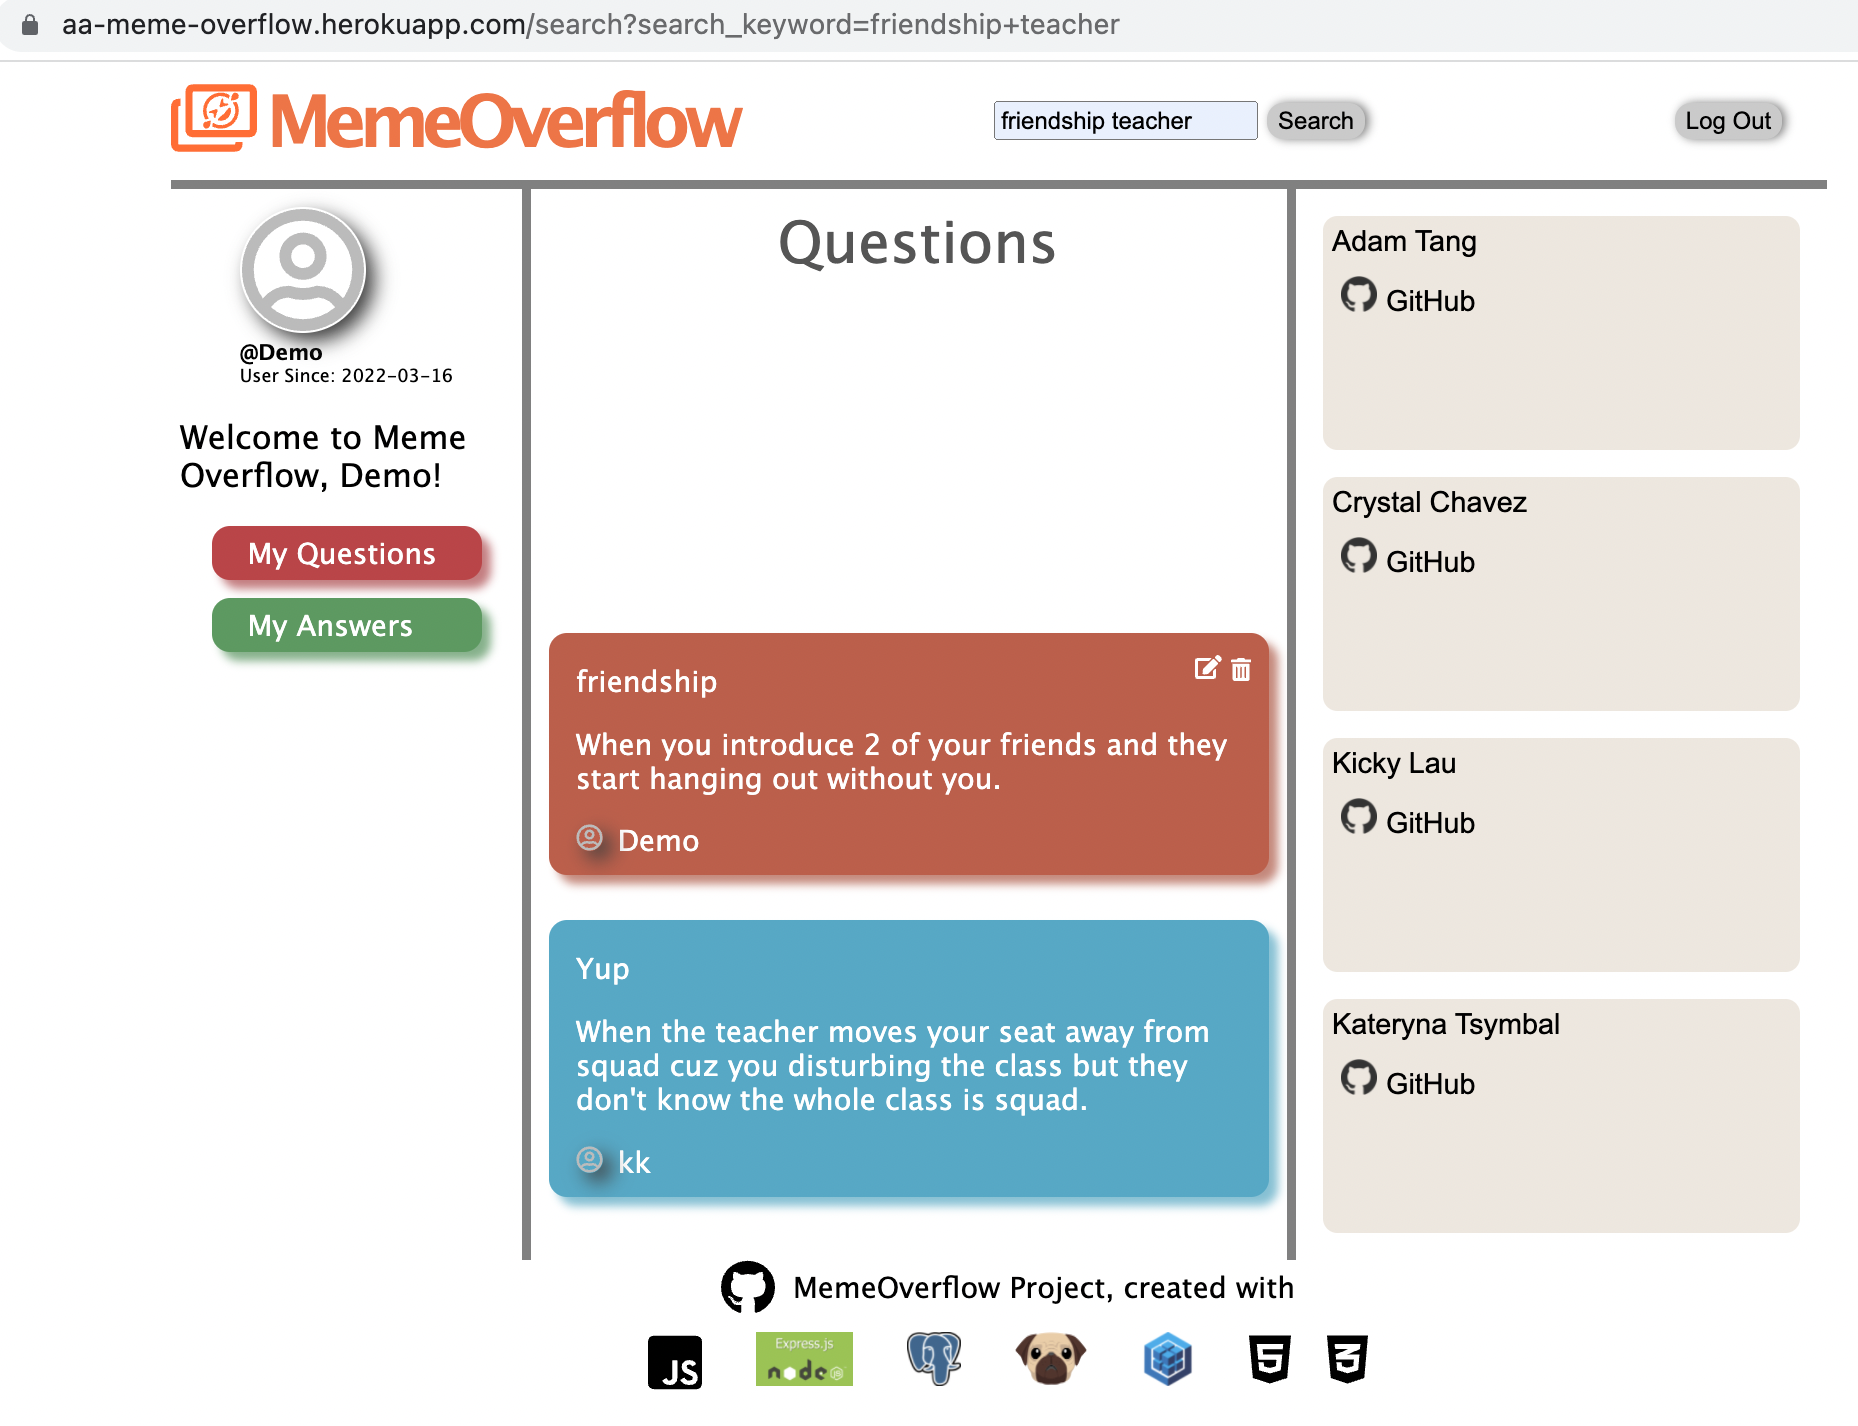 aa-meme-overflow.herokuapp.com/search?search_keyword=friendship+teacher
MemeOverflow
friendship teacher
Search
Log Out
@Demo
User Since: 2022-03-16
Welcome to Meme
Overflow, Demo!
My Questions
My Answers
Questions
friendship
When you introduce 2 of your friends and they
start hanging out without you.
Demo
Yup
When the teacher moves your seat away from
squad cuz you disturbing the class but they
don't know the whole class is squad.
kk
Adam Tang
GitHub
Crystal Chavez
GitHub
Kicky Lau
GitHub
Kateryna Tsymbal
GitHub
MemeOverflow Project, created with
JS
Express.js
node
JS
5
3